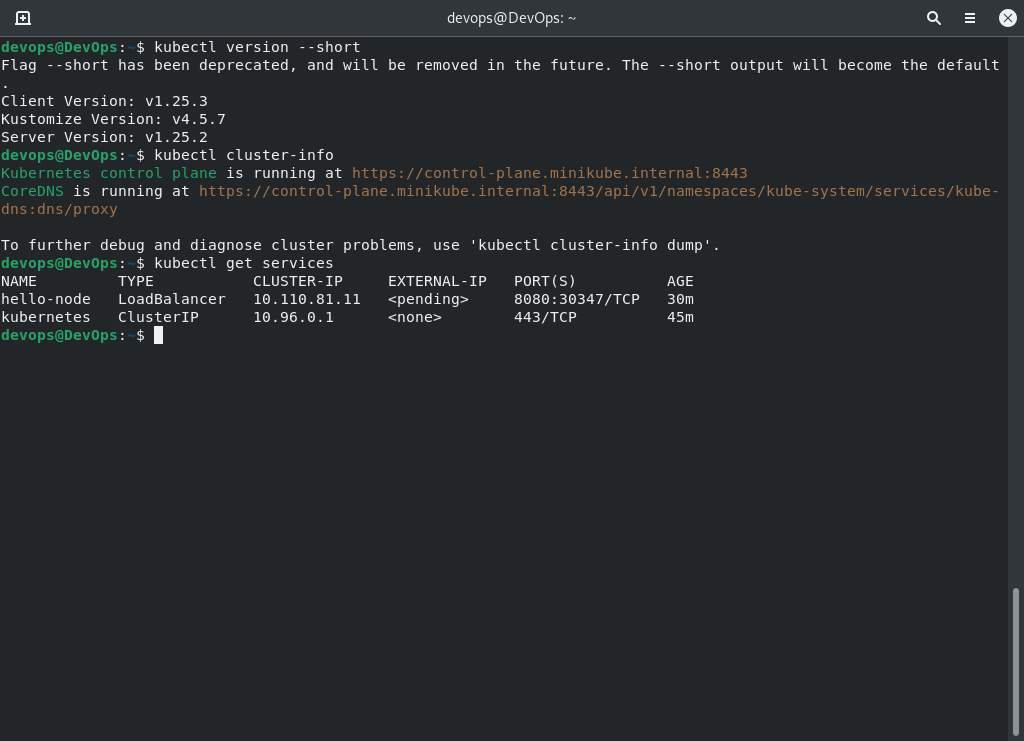 devops@DevOps: ~
devops@DevOps:~$ kubectl version --short
Flag --short has been deprecated, and will be removed in the future. The --short output will become the default
.
Client Version: v1.25.3
Kustomize Version: v4.5.7
Server Version: v1.25.2
devops@DevOps:~$ kubectl cluster-info
Kubernetes control plane is running at https://control-plane.minikube.internal:8443
CoreDNS is running at https://control-plane.minikube.internal:8443/api/v1/namespaces/kube-system/services/kube-
dns:dns/proxy

To further debug and diagnose cluster problems, use 'kubectl cluster-info dump'.
devops@DevOps:~$ kubectl get services
NAME         TYPE           CLUSTER-IP     EXTERNAL-IP   PORT(S)          AGE
hello-node   LoadBalancer   10.110.81.11   <pending>     8080:30347/TCP   30m
kubernetes   ClusterIP      10.96.0.1      <none>        443/TCP          45m
devops@DevOps:~$